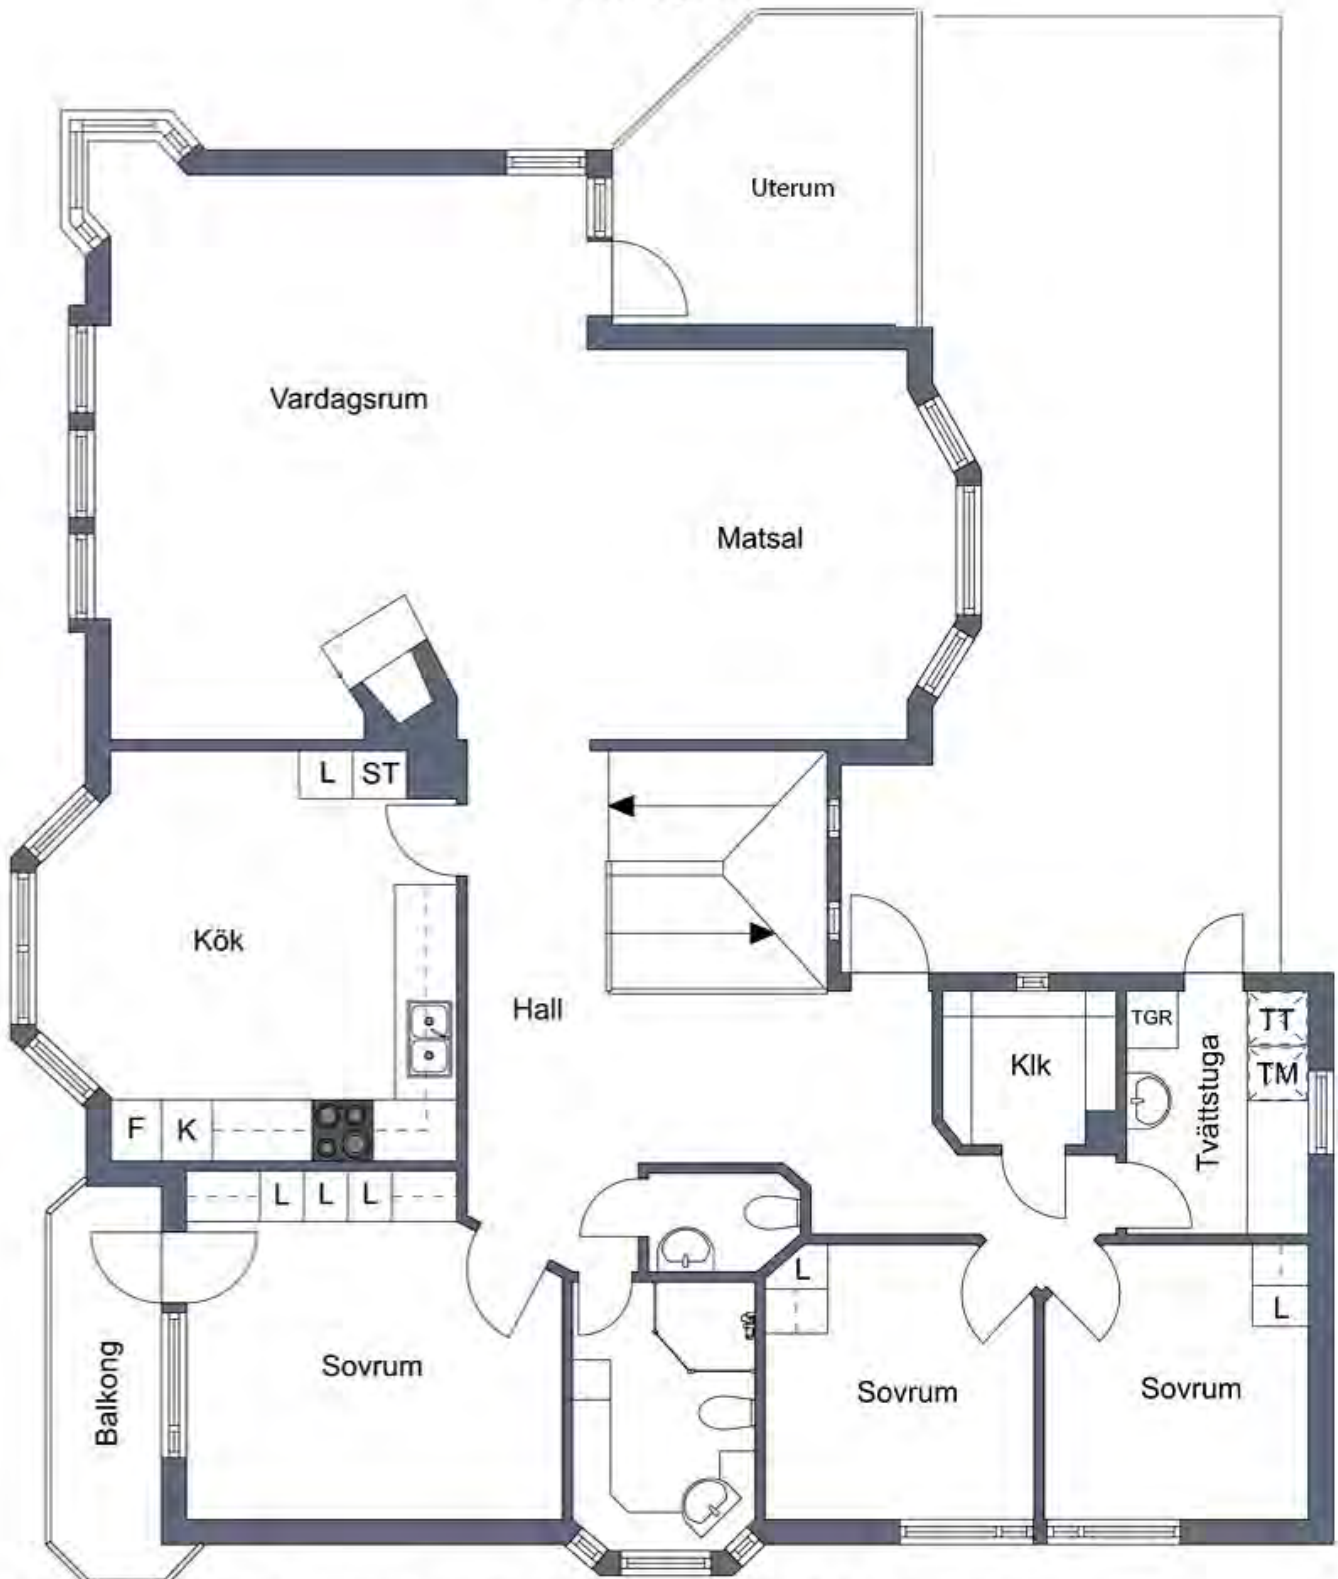 Uterum
Vardagsrum
Matsal
L ST
Kök
Hall
TGR
TT
Klk
TM
Tvättstuga
F K
L L L
L
L
Balkong
Sovrum
Sovrum
Sovrum